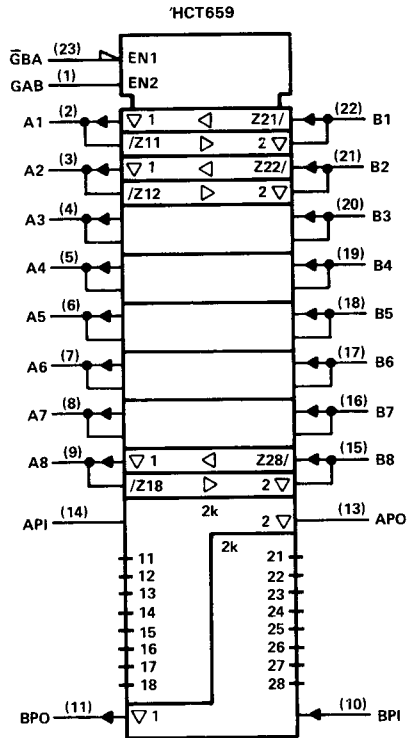 'HCT659
G̅BA (23) EN1
GAB (1) EN2
A1 (2) ▽ 1 ◁ Z21/ (22) B1
/Z11 ▷ 2 ▽
A2 (3) ▽ 1 ◁ Z22/ (21) B2
/Z12 ▷ 2 ▽
A3 (4) (20) B3
A4 (5) (19) B4
A5 (6) (18) B5
A6 (7) (17) B6
A7 (8) (16) B7
A8 (9) ▽ 1 ◁ Z28/ (15) B8
/Z18 ▷ 2 ▽
2k
API (14) 2 ▽ (13) APO
2k
11 21
12 22
13 23
14 24
15 25
16 26
17 27
18 28
BPO (11) ▽ 1 (10) BPI